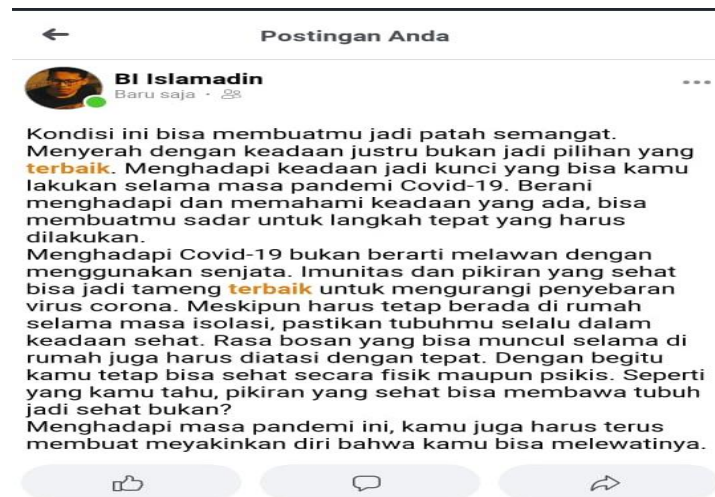 Postingan Anda
BI Islamadin
Baru saja ·
Kondisi ini bisa membuatmu jadi patah semangat.
Menyerah dengan keadaan justru bukan jadi pilihan yang
terbaik. Menghadapi keadaan jadi kunci yang bisa kamu
lakukan selama masa pandemi Covid-19. Berani
menghadapi dan memahami keadaan yang ada, bisa
membuatmu sadar untuk langkah tepat yang harus
dilakukan.
Menghadapi Covid-19 bukan berarti melawan dengan
menggunakan senjata. Imunitas dan pikiran yang sehat
bisa jadi tameng terbaik untuk mengurangi penyebaran
virus corona. Meskipun harus tetap berada di rumah
selama masa isolasi, pastikan tubuhmu selalu dalam
keadaan sehat. Rasa bosan yang bisa muncul selama di
rumah juga harus diatasi dengan tepat. Dengan begitu
kamu tetap bisa sehat secara fisik maupun psikis. Seperti
yang kamu tahu, pikiran yang sehat bisa membawa tubuh
jadi sehat bukan?
Menghadapi masa pandemi ini, kamu juga harus terus
membuat meyakinkan diri bahwa kamu bisa melewatinya.